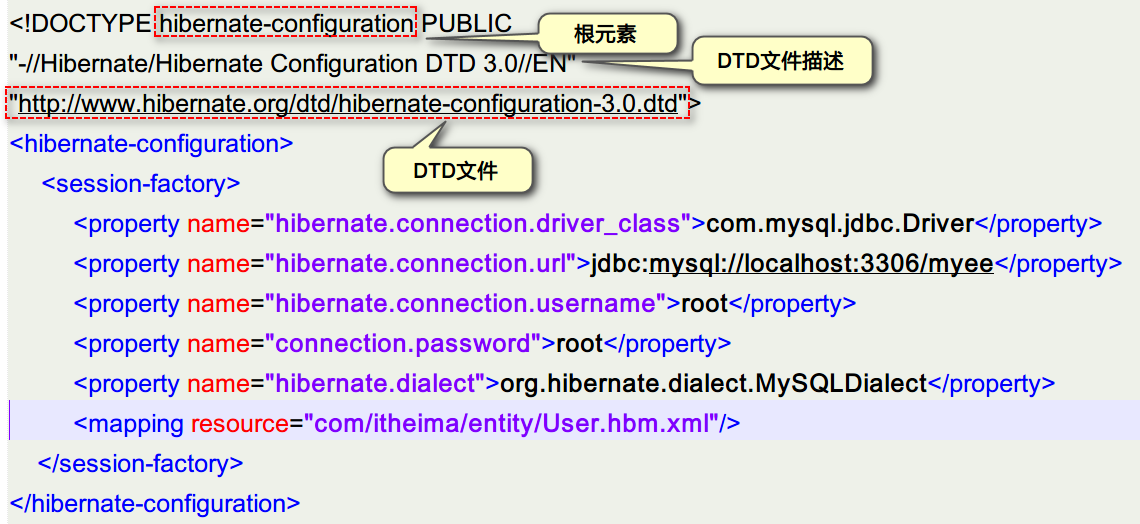 <!DOCTYPE hibernate-configuration PUBLIC
根元素
"-//Hibernate/Hibernate Configuration DTD 3.0//EN"
DTD文件描述
"http://www.hibernate.org/dtd/hibernate-configuration-3.0.dtd">
<hibernate-configuration>
DTD文件
<session-factory>
<property name="hibernate.connection.driver_class">com.mysql.jdbc.Driver</property>
<property name="hibernate.connection.url">jdbc:mysql://localhost:3306/myee</property>
<property name="hibernate.connection.username">root</property>
<property name="connection.password">root</property>
<property name="hibernate.dialect">org.hibernate.dialect.MySQLDialect</property>
<mapping resource="com/itheima/entity/User.hbm.xml"/>
</session-factory>
</hibernate-configuration>